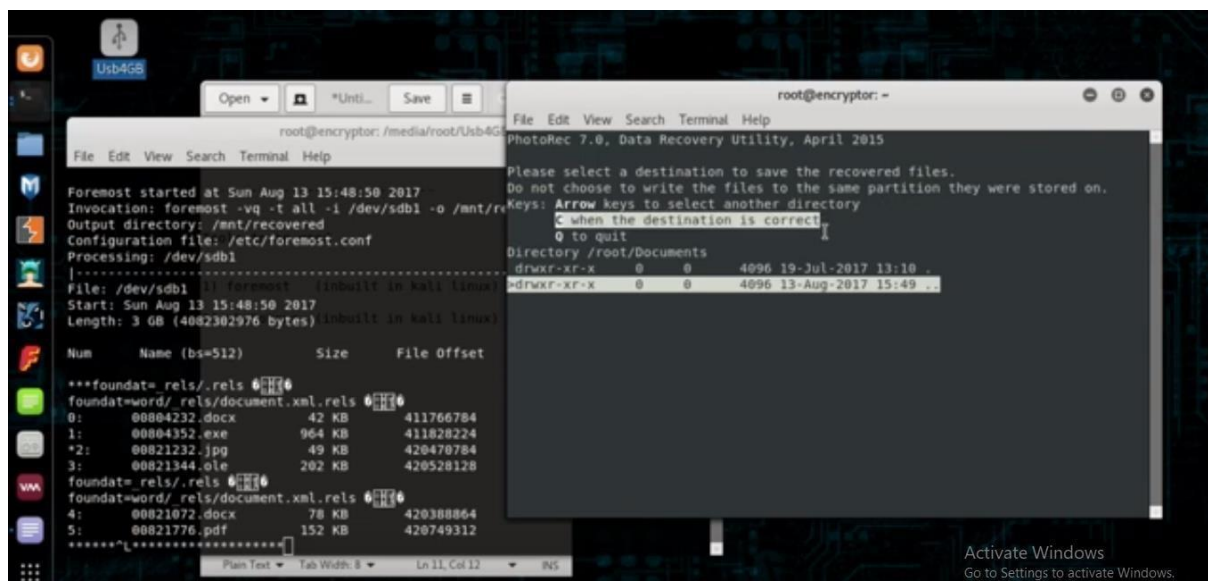 Usb4GB
Open
*Unti...
Save
root@encryptor: /media/root/Usb4G
File Edit View Search Terminal Help
Foremost started at Sun Aug 13 15:48:50 2017
Invocation: foremost -vq -t all -i /dev/sdb1 -o /mnt/re
Output directory: /mnt/recovered
Configuration file: /etc/foremost.conf
Processing: /dev/sdb1
|------------------------------------------------------
File: /dev/sdb1 foremost (inbuilt in kali linux)
Start: Sun Aug 13 15:48:50 2017
Length: 3 GB (4082302976 bytes) (inbuilt in kali linux)
Num Name (bs=512) Size File Offset
***foundat=_rels/.rels
foundat=word/_rels/document.xml.rels
0: 00804232.docx 42 KB 411766784
1: 00804352.exe 964 KB 411828224
*2: 00821232.jpg 49 KB 420470784
3: 00821344.ole 202 KB 420528128
foundat=_rels/.rels
foundat=word/_rels/document.xml.rels
4: 00821072.docx 78 KB 420388864
5: 00821776.pdf 152 KB 420749312
******^L*********************
Plain Text Tab Width: 8 Ln 11, Col 12 INS
root@encryptor: ~
File Edit View Search Terminal Help
PhotoRec 7.0, Data Recovery Utility, April 2015
Please select a destination to save the recovered files.
Do not choose to write the files to the same partition they were stored on.
Keys: Arrow keys to select another directory
C when the destination is correct
Q to quit
Directory /root/Documents
drwxr-xr-x 0 0 4096 19-Jul-2017 13:10 .
>drwxr-xr-x 0 0 4096 13-Aug-2017 15:49 ..
VM
Activate Windows
Go to Settings to activate Windows.